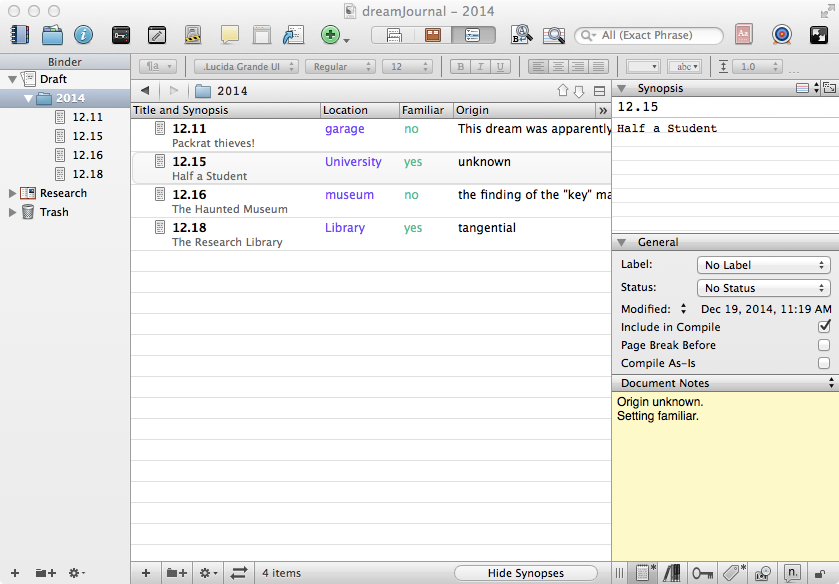 dreamJournal – 2014
All (Exact Phrase)
Binder
¶a
.Lucida Grande UI
Regular
12
B I U
abc
1.0
Draft
2014
12.11
12.15
12.16
12.18
Research
Trash
2014
Title and Synopsis Location Familiar Origin »
12.11 garage no This dream was apparently
Packrat thieves!
12.15 University yes unknown
Half a Student
12.16 museum no the finding of the "key" ma
The Haunted Museum
12.18 Library yes tangential
The Research Library
4 items
Hide Synopses
Synopsis
12.15
Half a Student
General
Label: No Label
Status: No Status
Modified: Dec 19, 2014, 11:19 AM
Include in Compile
Page Break Before
Compile As-Is
Document Notes
Origin unknown.
Setting familiar.
n.